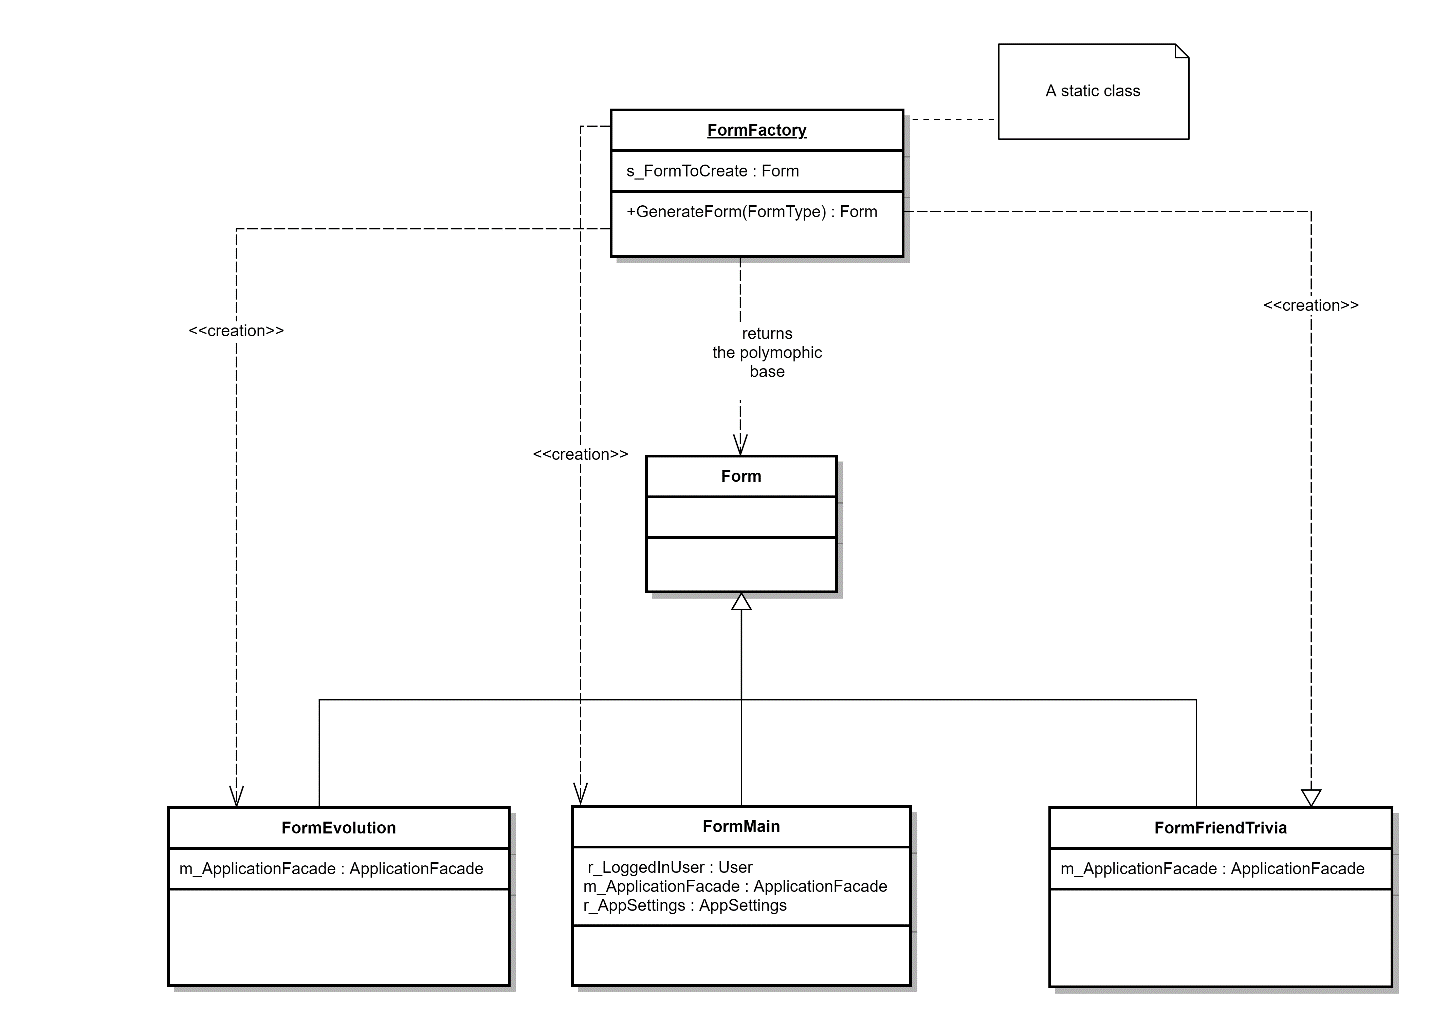 A static class
FormFactory
s_FormToCreate : Form
+GenerateForm(FormType) : Form
<<creation>>
<<creation>>
returns
the polymophic
base
<<creation>>
Form
FormEvolution
m_ApplicationFacade : ApplicationFacade
FormMain
r_LoggedInUser : User
m_ApplicationFacade : ApplicationFacade
r_AppSettings : AppSettings
FormFriendTrivia
m_ApplicationFacade : ApplicationFacade